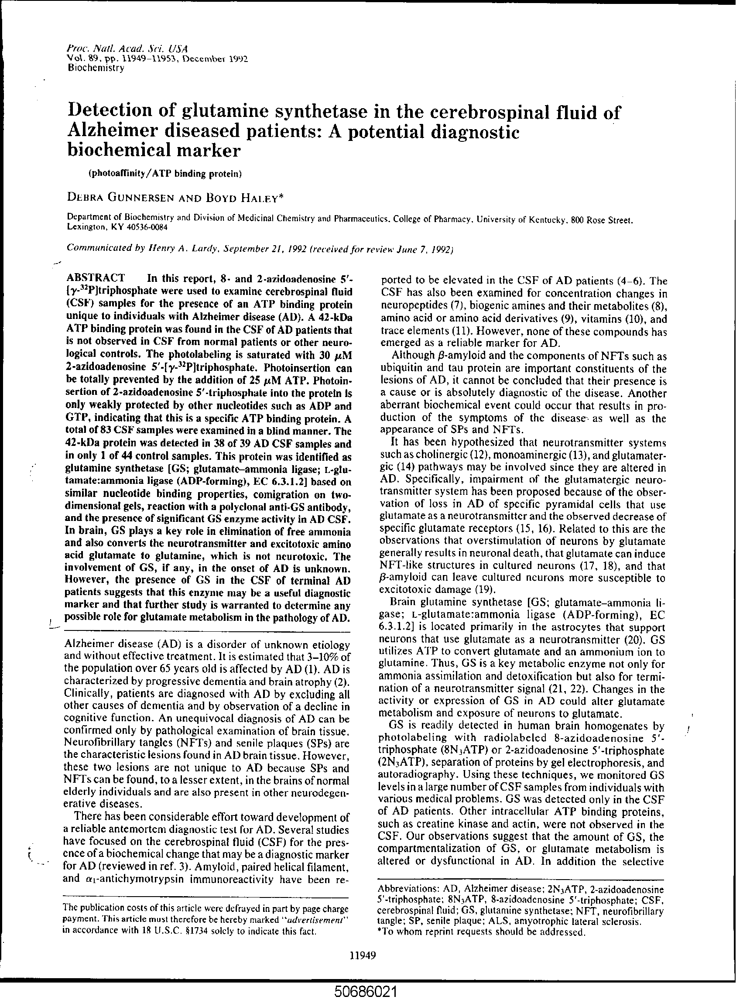 Proc. Natl. Acad. Sci. USA
Vol. 89, pp. 11949-11953, December 1992
Biochemistry
Detection of glutamine synthetase in the cerebrospinal fluid of
Alzheimer diseased patients: A potential diagnostic
biochemical marker
(photoaffinity/ATP binding protein)
DEBRA GUNNERSEN AND BOYD HALEY*
Department of Biochemistry and Division of Medicinal Chemistry and Pharmaceutics, College of Pharmacy, University of Kentucky, 800 Rose Street,
Lexington, KY 40536-0084
Communicated by Henry A. Lardy, September 21, 1992 (received for review June 7, 1992)
ABSTRACT In this report, 8- and 2-azidoadenosine 5'-
[γ-³²P]triphosphate were used to examine cerebrospinal fluid
(CSF) samples for the presence of an ATP binding protein
unique to individuals with Alzheimer disease (AD). A 42-kDa
ATP binding protein was found in the CSF of AD patients that
is not observed in CSF from normal patients or other neuro-
logical controls. The photolabeling is saturated with 30 μM
2-azidoadenosine 5'-[γ-³²P]triphosphate. Photoinsertion can
be totally prevented by the addition of 25 μM ATP. Photoin-
sertion of 2-azidoadenosine 5'-triphosphate into the protein is
only weakly protected by other nucleotides such as ADP and
GTP, indicating that this is a specific ATP binding protein. A
total of 83 CSF samples were examined in a blind manner. The
42-kDa protein was detected in 38 of 39 AD CSF samples and
in only 1 of 44 control samples. This protein was identified as
glutamine synthetase [GS; glutamate–ammonia ligase; L-glu-
tamate:ammonia ligase (ADP-forming), EC 6.3.1.2] based on
similar nucleotide binding properties, comigration on two-
dimensional gels, reaction with a polyclonal anti-GS antibody,
and the presence of significant GS enzyme activity in AD CSF.
In brain, GS plays a key role in elimination of free ammonia
and also converts the neurotransmitter and excitotoxic amino
acid glutamate to glutamine, which is not neurotoxic. The
involvement of GS, if any, in the onset of AD is unknown.
However, the presence of GS in the CSF of terminal AD
patients suggests that this enzyme may be a useful diagnostic
marker and that further study is warranted to determine any
possible role for glutamate metabolism in the pathology of AD.
Alzheimer disease (AD) is a disorder of unknown etiology
and without effective treatment. It is estimated that 3–10% of
the population over 65 years old is affected by AD (1). AD is
characterized by progressive dementia and brain atrophy (2).
Clinically, patients are diagnosed with AD by excluding all
other causes of dementia and by observation of a decline in
cognitive function. An unequivocal diagnosis of AD can be
confirmed only by pathological examination of brain tissue.
Neurofibrillary tangles (NFTs) and senile plaques (SPs) are
the characteristic lesions found in AD brain tissue. However,
these two lesions are not unique to AD because SPs and
NFTs can be found, to a lesser extent, in the brains of normal
elderly individuals and are also present in other neurodegen-
erative diseases.
There has been considerable effort toward development of
a reliable antemortem diagnostic test for AD. Several studies
have focused on the cerebrospinal fluid (CSF) for the pres-
ence of a biochemical change that may be a diagnostic marker
for AD (reviewed in ref. 3). Amyloid, paired helical filament,
and α₁-antichymotrypsin immunoreactivity have been re-
The publication costs of this article were defrayed in part by page charge
payment. This article must therefore be hereby marked "advertisement"
in accordance with 18 U.S.C. §1734 solely to indicate this fact.
ported to be elevated in the CSF of AD patients (4–6). The
CSF has also been examined for concentration changes in
neuropeptides (7), biogenic amines and their metabolites (8),
amino acid or amino acid derivatives (9), vitamins (10), and
trace elements (11). However, none of these compounds has
emerged as a reliable marker for AD.
Although β-amyloid and the components of NFTs such as
ubiquitin and tau protein are important constituents of the
lesions of AD, it cannot be concluded that their presence is
a cause or is absolutely diagnostic of the disease. Another
aberrant biochemical event could occur that results in pro-
duction of the symptoms of the disease as well as the
appearance of SPs and NFTs.
It has been hypothesized that neurotransmitter systems
such as cholinergic (12), monoaminergic (13), and glutamater-
gic (14) pathways may be involved since they are altered in
AD. Specifically, impairment of the glutamatergic neuro-
transmitter system has been proposed because of the obser-
vation of loss in AD of specific pyramidal cells that use
glutamate as a neurotransmitter and the observed decrease of
specific glutamate receptors (15, 16). Related to this are the
observations that overstimulation of neurons by glutamate
generally results in neuronal death, that glutamate can induce
NFT-like structures in cultured neurons (17, 18), and that
β-amyloid can leave cultured neurons more susceptible to
excitotoxic damage (19).
Brain glutamine synthetase [GS; glutamate–ammonia li-
gase; L-glutamate:ammonia ligase (ADP-forming), EC
6.3.1.2] is located primarily in the astrocytes that support
neurons that use glutamate as a neurotransmitter (20). GS
utilizes ATP to convert glutamate and an ammonium ion to
glutamine. Thus, GS is a key metabolic enzyme not only for
ammonia assimilation and detoxification but also for termi-
nation of a neurotransmitter signal (21, 22). Changes in the
activity or expression of GS in AD could alter glutamate
metabolism and exposure of neurons to glutamate.
GS is readily detected in human brain homogenates by
photolabeling with radiolabeled 8-azidoadenosine 5'-
triphosphate (8N₃ATP) or 2-azidoadenosine 5'-triphosphate
(2N₃ATP), separation of proteins by gel electrophoresis, and
autoradiography. Using these techniques, we monitored GS
levels in a large number of CSF samples from individuals with
various medical problems. GS was detected only in the CSF
of AD patients. Other intracellular ATP binding proteins,
such as creatine kinase and actin, were not observed in the
CSF. Our observations suggest that the amount of GS, the
compartmentalization of GS, or glutamate metabolism is
altered or dysfunctional in AD. In addition the selective
Abbreviations: AD, Alzheimer disease; 2N₃ATP, 2-azidoadenosine
5'-triphosphate; 8N₃ATP, 8-azidoadenosine 5'-triphosphate; CSF,
cerebrospinal fluid; GS, glutamine synthetase; NFT, neurofibrillary
tangle; SP, senile plaque; ALS, amyotrophic lateral sclerosis.
*To whom reprint requests should be addressed.
11949
50686021